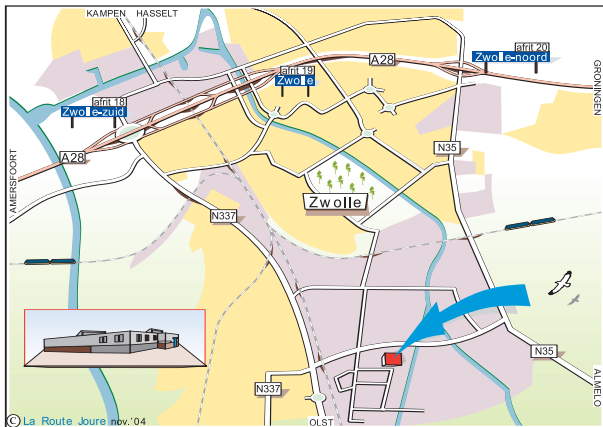 KAMPEN HASSELT
afrit 20
Zwolle-noord
A28
afrit 19
Zwolle
GRONINGEN
afrit 18
Zwolle-zuid
A28
N35
AMERSFOORT
Zwolle
N337
N35
N337
ALMELO
OLST
© La Route Joure nov.'04